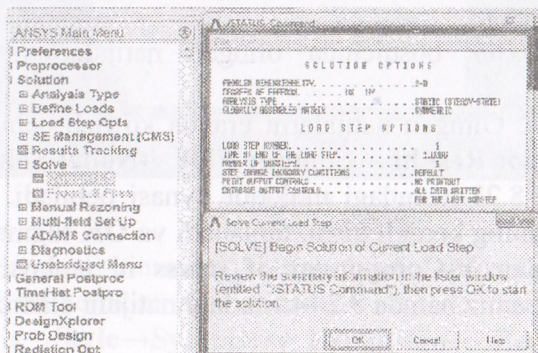 ANSYS Main Menu
Preferences
Preprocessor
Solution
Analysis Type
Define Loads
Load Step Opts
SE Management (CMS)
Results Tracking
Solve
From LS Files
Manual Rezoning
Multi-field Set Up
ADAMS Connection
Diagnostics
Unabridged Menu
General Postproc
TimeHist Postpro
ROM Tool
DesignXplorer
Prob Design
Radiation Opt
/STATUS Command
SOLUTION OPTIONS
PROBLEM DIMENSIONALITY. . . . . . . . . . . . .2-D
DEGREES OF FREEDOM. . . . . . UX UY
ANALYSIS TYPE . . . . . . . . . . . . . . . . .STATIC (STEADY-STATE)
GLOBALLY ASSEMBLED MATRIX . . . . . . . . . . .SYMMETRIC
LOAD STEP OPTIONS
LOAD STEP NUMBER. . . . . . . . . . . . . . . . 1
TIME AT END OF THE LOAD STEP. . . . . . . . . . 1.0000
NUMBER OF SUBSTEPS. . . . . . . . . . . . . . . 1
STEP CHANGE BOUNDARY CONDITIONS . . . . . . . . DEFAULT
PRINT OUTPUT CONTROLS . . . . . . . . . . . . .NO PRINTOUT
DATABASE OUTPUT CONTROLS. . . . . . . . . . . .ALL DATA WRITTEN
FOR THE LAST SUBSTEP
Solve Current Load Step
[SOLVE] Begin Solution of Current Load Step
Review the summary information in the lister window
(entitled "/STATUS Command"), then press OK to start
the solution.
OK
Cancel
Help